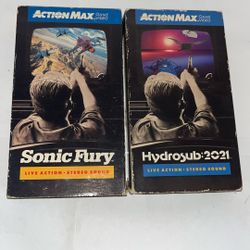 ACTION MAX
Sonic Fury
LIVE ACTION • STEREO SOUND
ACTION MAX
Hydrosub:2021
LIVE ACTION • STEREO SOUND